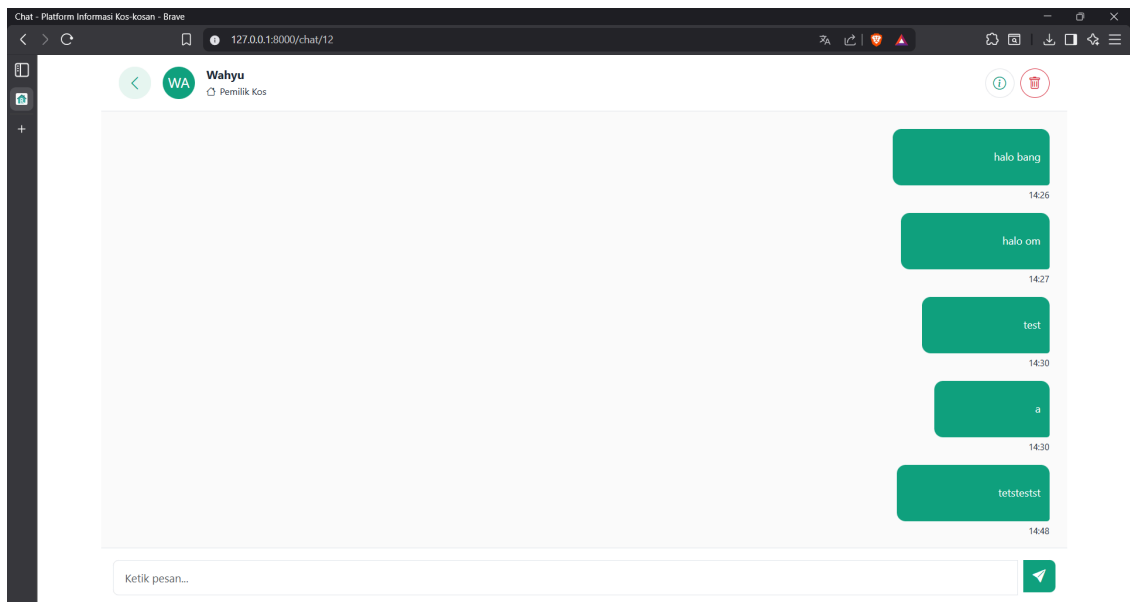 Chat - Platform Informasi Kos-kosan - Brave
127.0.0.1:8000/chat/12
WA
Wahyu
Pemilik Kos
halo bang
14:26
halo om
14:27
test
14:30
a
14:30
tetstestst
14:48
Ketik pesan...